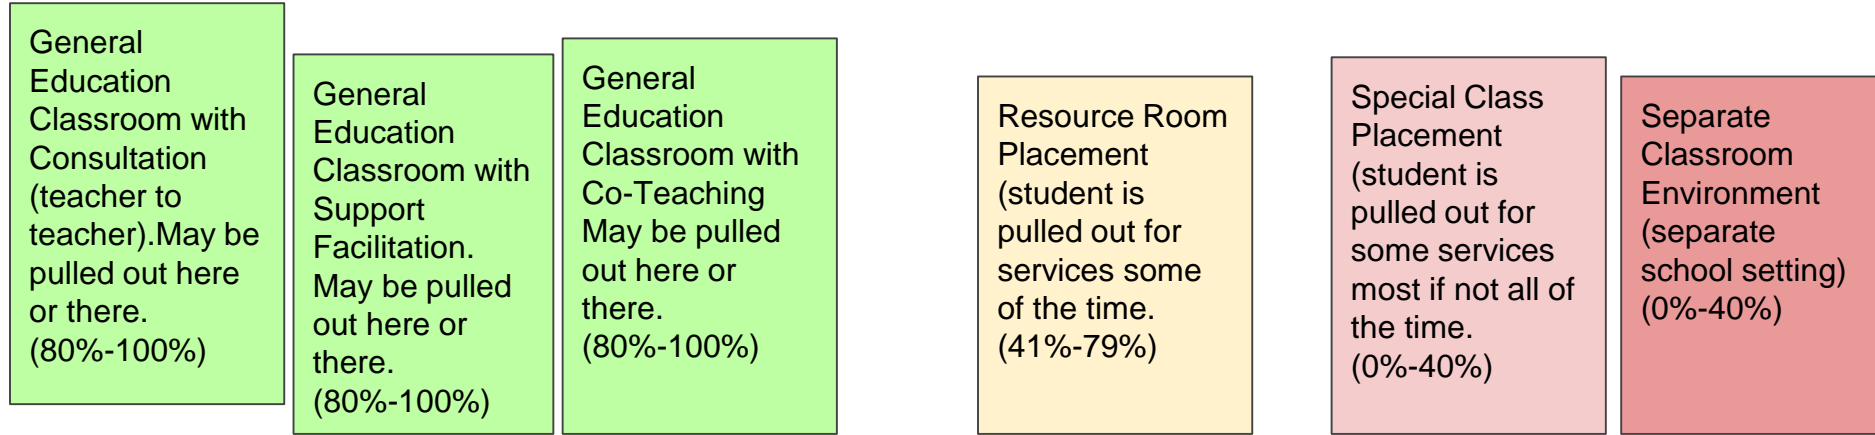 General
Education
Classroom with
Consultation
(teacher to
teacher).May be
pulled out here
or there.
(80%-100%)
General
Education
Classroom with
Support
Facilitation.
May be pulled
out here or
there.
(80%-100%)
General
Education
Classroom with
Co-Teaching
May be pulled
out here or
there.
(80%-100%)
Resource Room
Placement
(student is
pulled out for
services some
of the time.
(41%-79%)
Special Class
Placement
(student is
pulled out for
some services
most if not all of
the time.
(0%-40%)
Separate
Classroom
Environment
(separate
school setting)
(0%-40%)